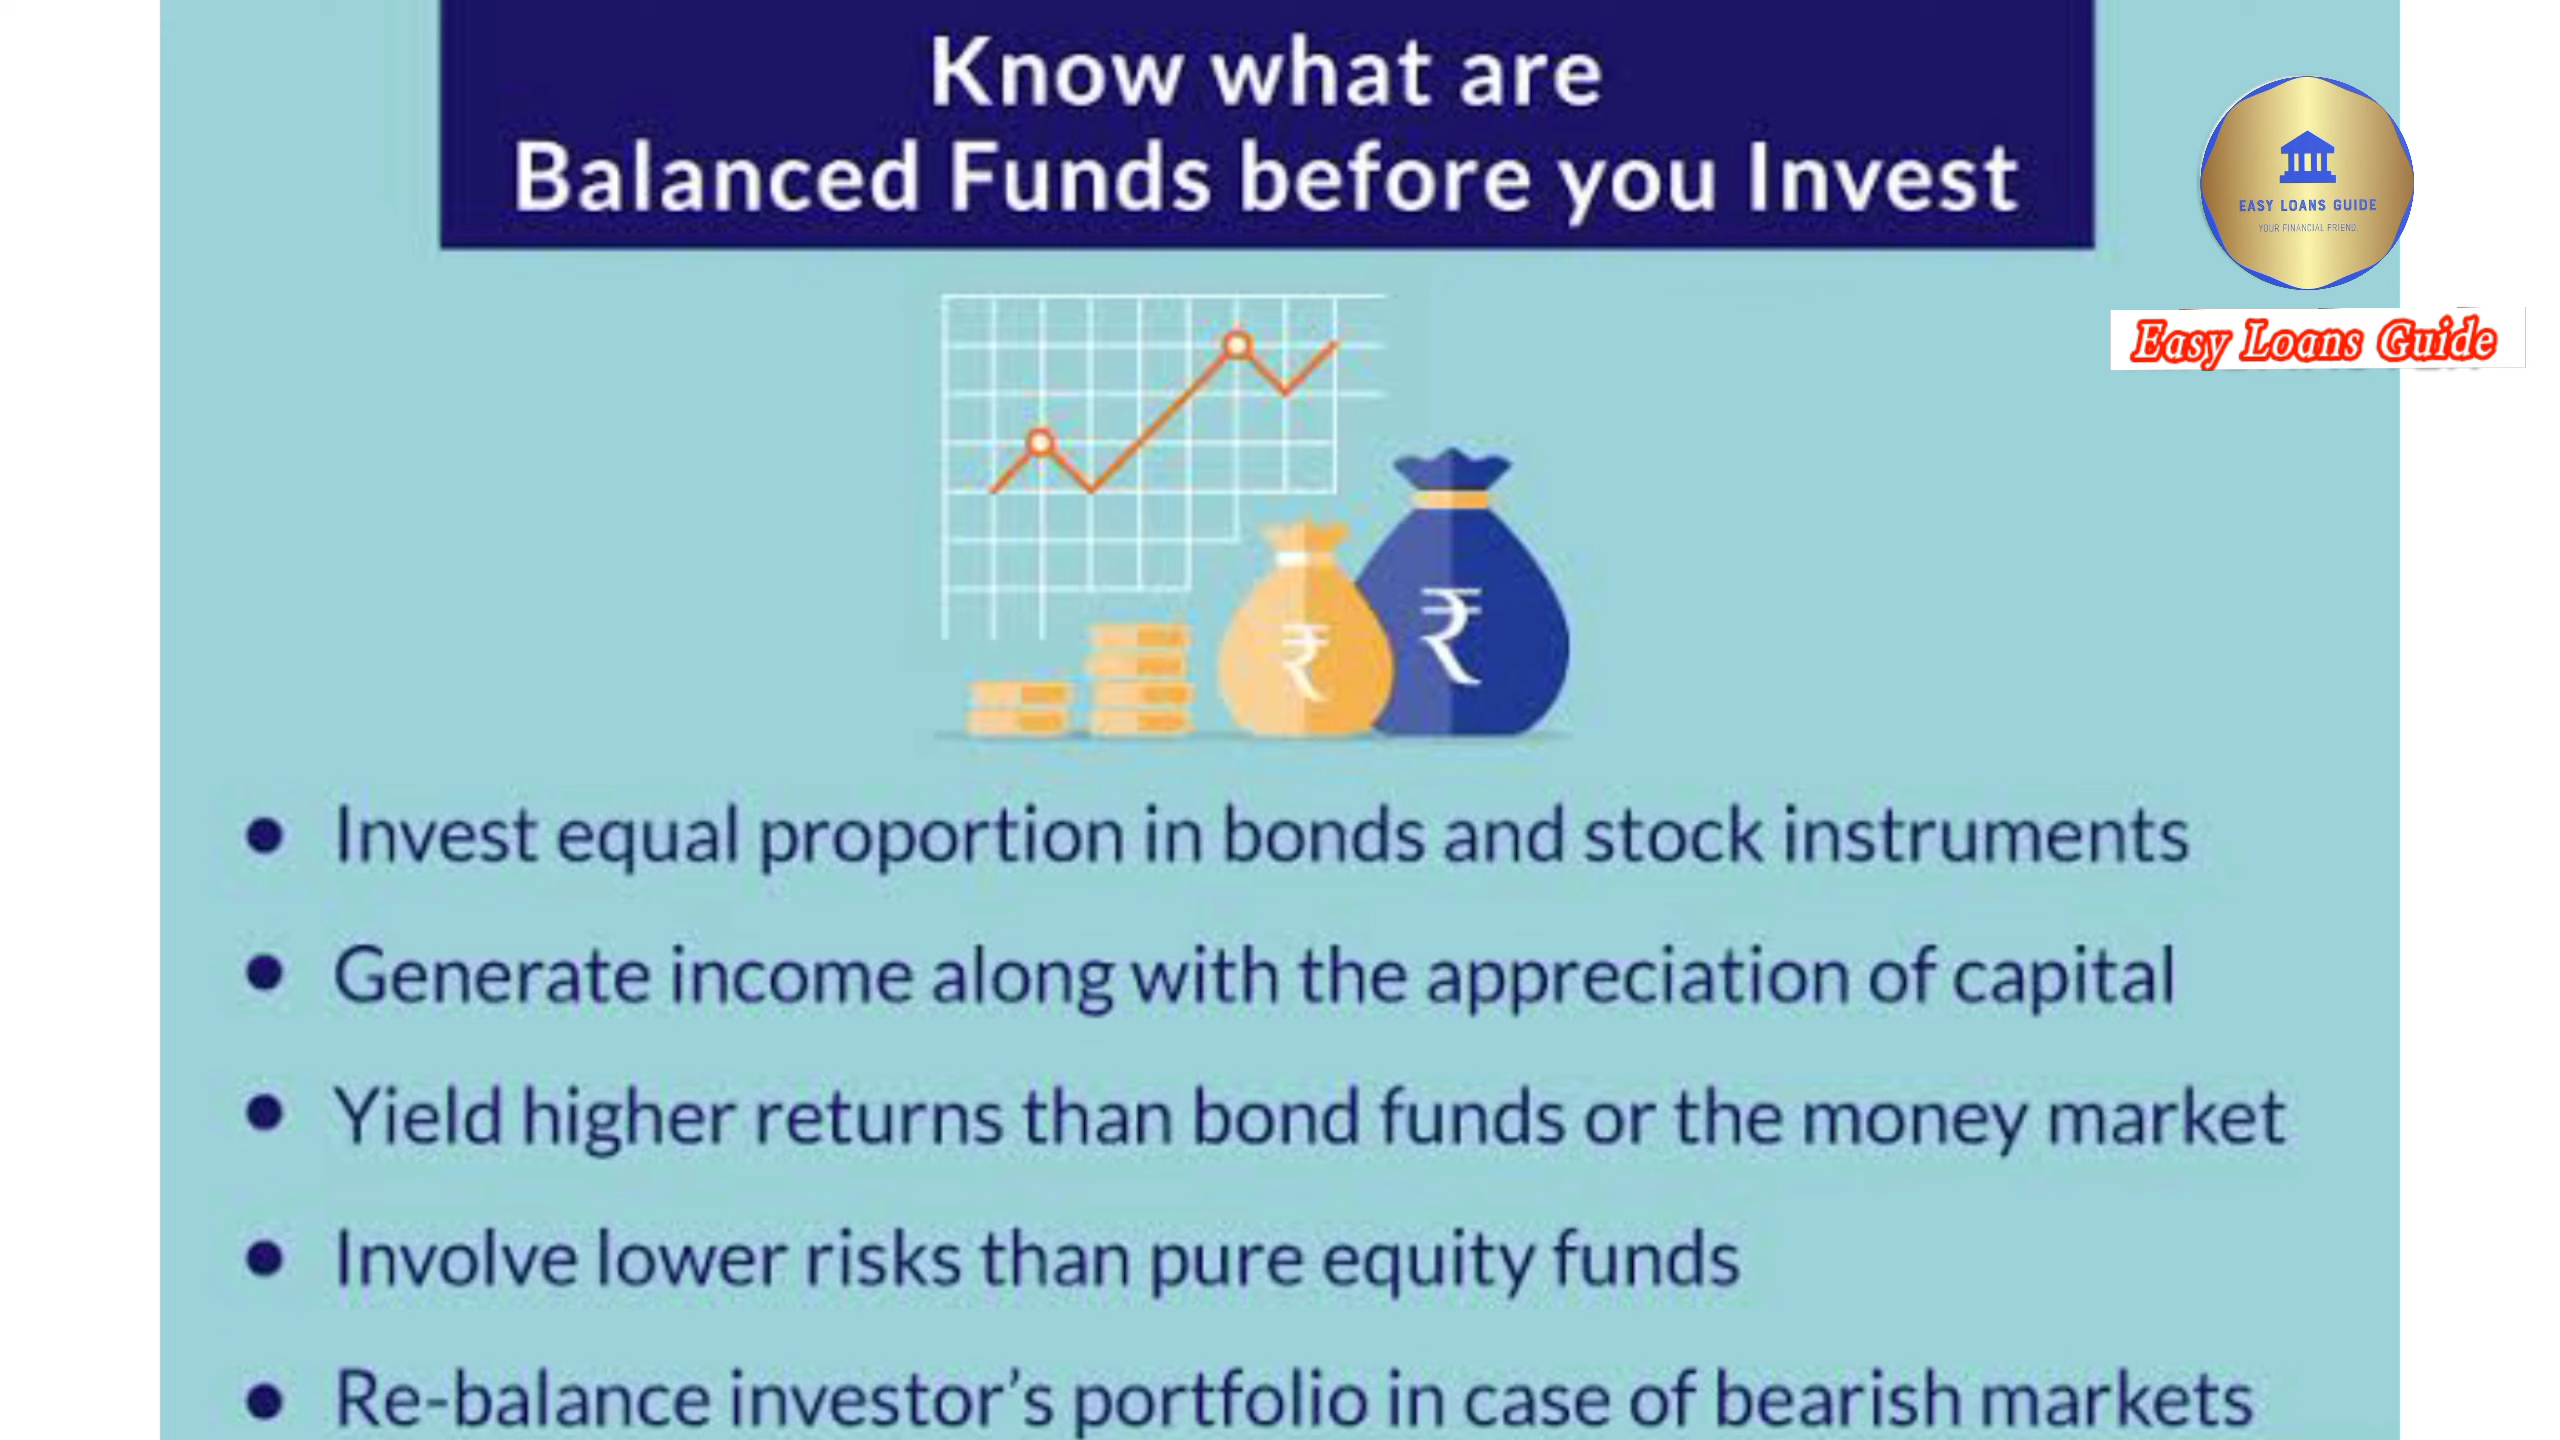 Know what are
Balanced Funds before you Invest
EASY LOANS GUIDE
YOUR FINANCIAL FRIEND.
Easy Loans Guide
₹
₹
• Invest equal proportion in bonds and stock instruments
• Generate income along with the appreciation of capital
• Yield higher returns than bond funds or the money market
• Involve lower risks than pure equity funds
• Re-balance investor’s portfolio in case of bearish markets